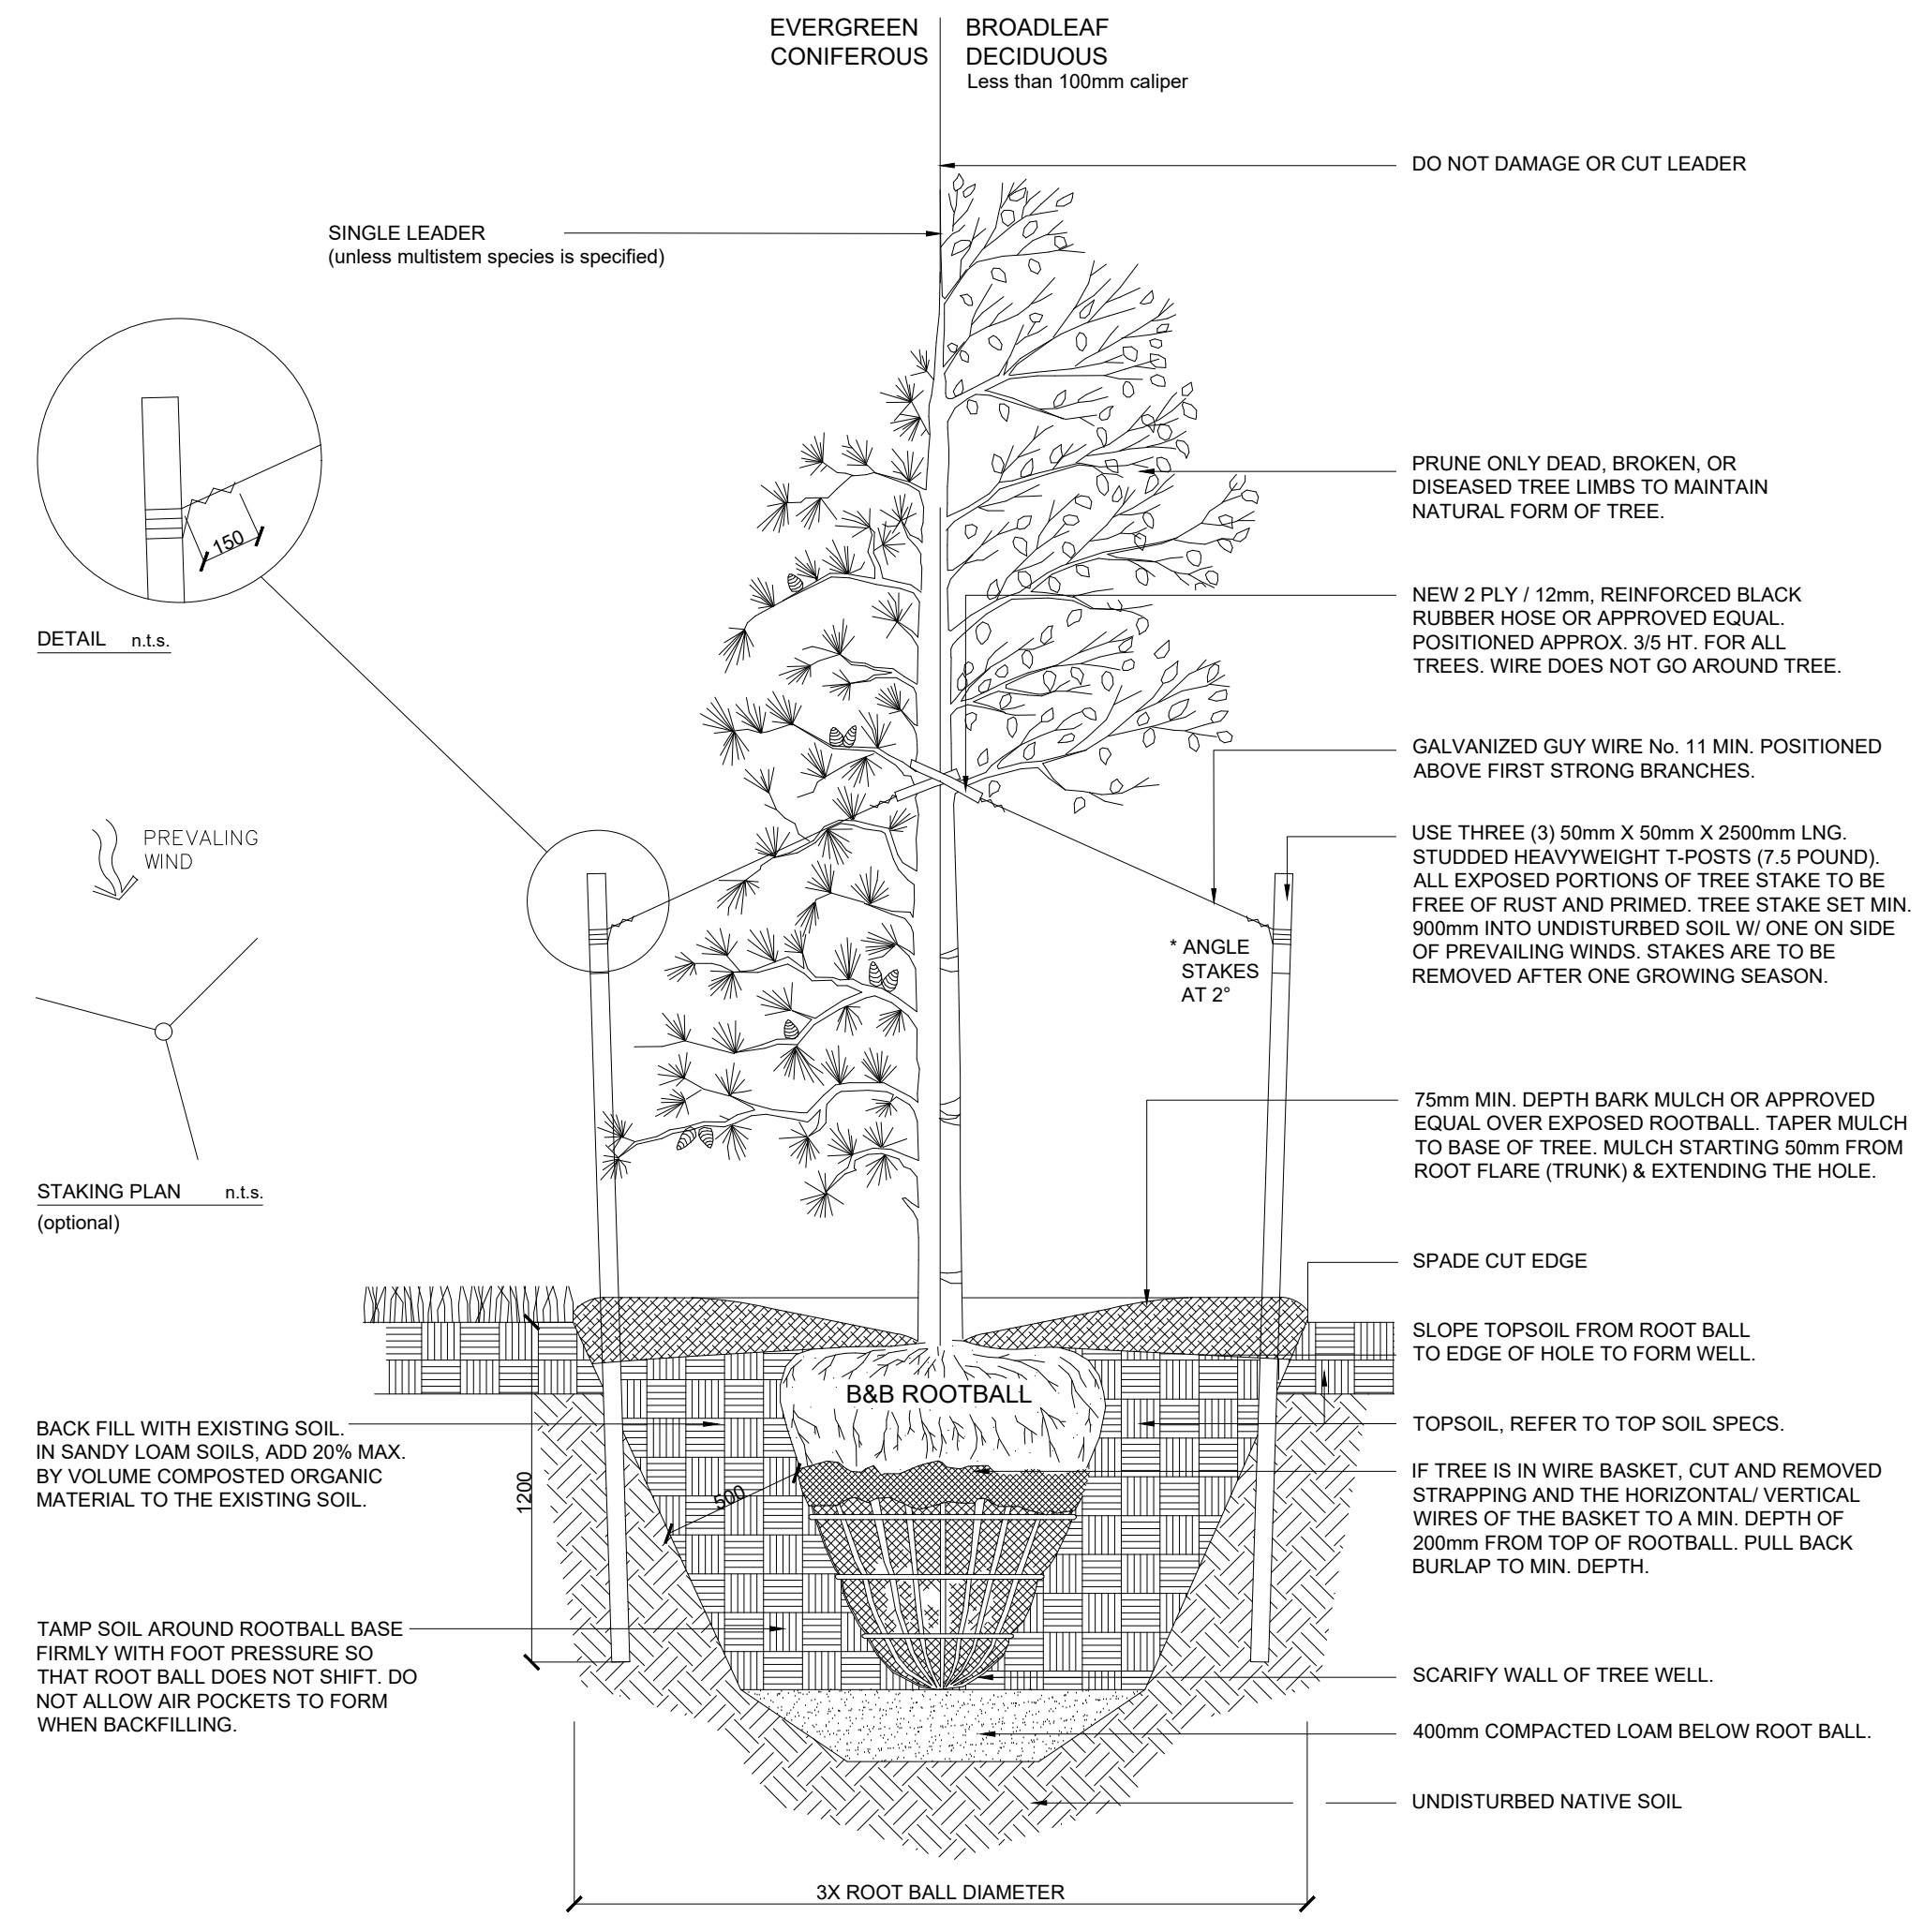 EVERGREEN
CONIFEROUS
BROADLEAF
DECIDUOUS
Less than 100mm caliper
DO NOT DAMAGE OR CUT LEADER
SINGLE LEADER
(unless multistem species is specified)
150
DETAIL n.t.s.
PRUNE ONLY DEAD, BROKEN, OR
DISEASED TREE LIMBS TO MAINTAIN
NATURAL FORM OF TREE.
NEW 2 PLY / 12mm, REINFORCED BLACK
RUBBER HOSE OR APPROVED EQUAL.
POSITIONED APPROX. 3/5 HT. FOR ALL
TREES. WIRE DOES NOT GO AROUND TREE.
GALVANIZED GUY WIRE No. 11 MIN. POSITIONED
ABOVE FIRST STRONG BRANCHES.
PREVALING
WIND
USE THREE (3) 50mm X 50mm X 2500mm LNG.
STUDDED HEAVYWEIGHT T-POSTS (7.5 POUND).
ALL EXPOSED PORTIONS OF TREE STAKE TO BE
FREE OF RUST AND PRIMED. TREE STAKE SET MIN.
900mm INTO UNDISTURBED SOIL W/ ONE ON SIDE
OF PREVAILING WINDS. STAKES ARE TO BE
REMOVED AFTER ONE GROWING SEASON.
* ANGLE
STAKES
AT 2°
75mm MIN. DEPTH BARK MULCH OR APPROVED
EQUAL OVER EXPOSED ROOTBALL. TAPER MULCH
TO BASE OF TREE. MULCH STARTING 50mm FROM
ROOT FLARE (TRUNK) & EXTENDING THE HOLE.
STAKING PLAN n.t.s.
(optional)
SPADE CUT EDGE
SLOPE TOPSOIL FROM ROOT BALL
TO EDGE OF HOLE TO FORM WELL.
B&B ROOTBALL
BACK FILL WITH EXISTING SOIL.
IN SANDY LOAM SOILS, ADD 20% MAX.
BY VOLUME COMPOSTED ORGANIC
MATERIAL TO THE EXISTING SOIL.
TOPSOIL, REFER TO TOP SOIL SPECS.
1200
500
IF TREE IS IN WIRE BASKET, CUT AND REMOVED
STRAPPING AND THE HORIZONTAL/ VERTICAL
WIRES OF THE BASKET TO A MIN. DEPTH OF
200mm FROM TOP OF ROOTBALL. PULL BACK
BURLAP TO MIN. DEPTH.
TAMP SOIL AROUND ROOTBALL BASE
FIRMLY WITH FOOT PRESSURE SO
THAT ROOT BALL DOES NOT SHIFT. DO
NOT ALLOW AIR POCKETS TO FORM
WHEN BACKFILLING.
SCARIFY WALL OF TREE WELL.
400mm COMPACTED LOAM BELOW ROOT BALL.
UNDISTURBED NATIVE SOIL
3X ROOT BALL DIAMETER